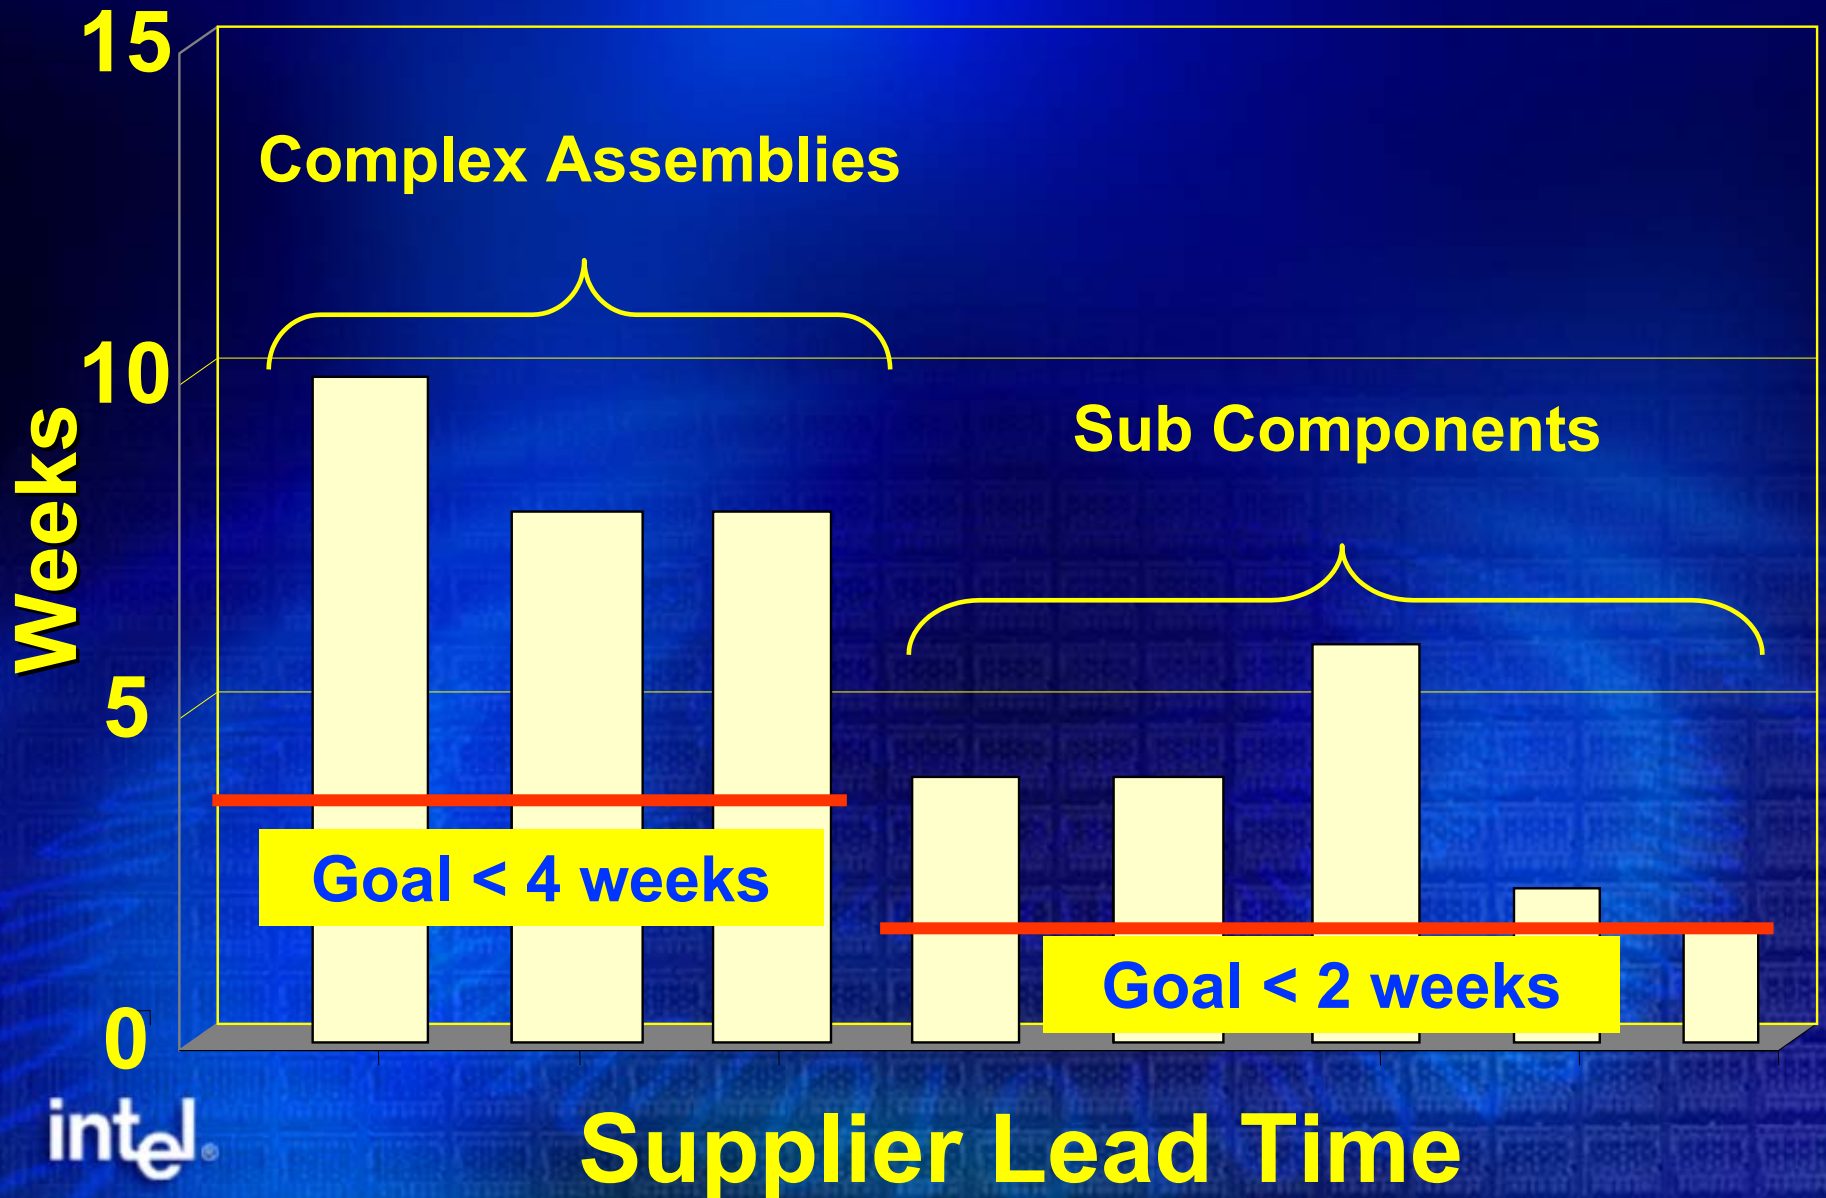 15
Complex Assemblies
10
Sub Components
Weeks
5
Goal < 4 weeks
Goal < 2 weeks
0
intel®
Supplier Lead Time